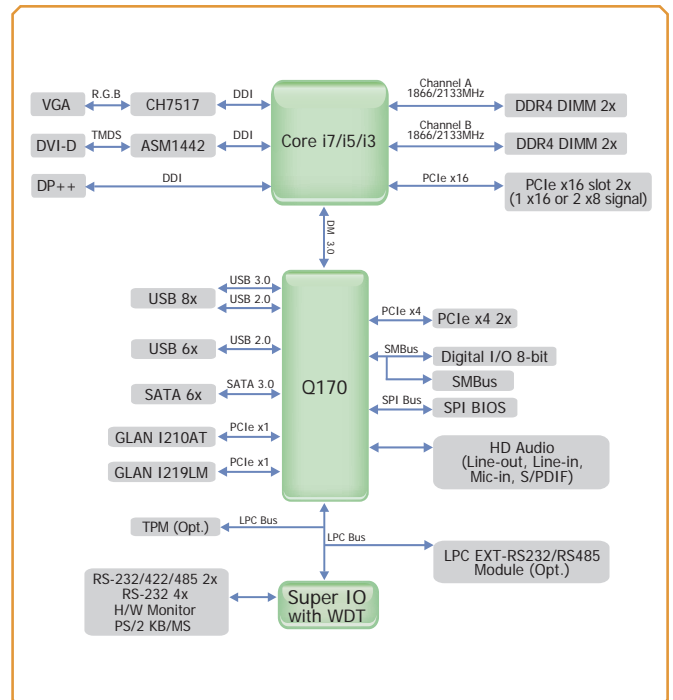 VGA
R.G.B
CH7517
DDI
DVI-D
TMDS
ASM1442
DDI
DP++
DDI
Core i7/i5/i3
Channel A
1866/2133MHz
DDR4 DIMM 2x
Channel B
1866/2133MHz
DDR4 DIMM 2x
PCIe x16
PCIe x16 slot 2x
(1 x16 or 2 x8 signal)
DM 3.0
USB 8x
USB 3.0
USB 2.0
USB 6x
USB 2.0
SATA 6x
SATA 3.0
GLAN I210AT
PCIe x1
GLAN I219LM
PCIe x1
Q170
PCIe x4
PCIe x4 2x
SMBus
Digital I/O 8-bit
SMBus
SPI Bus
SPI BIOS
HD Audio
(Line-out, Line-in,
Mic-in, S/PDIF)
TPM (Opt.)
LPC Bus
LPC Bus
LPC EXT-RS232/RS485
Module (Opt.)
RS-232/422/485 2x
RS-232 4x
H/W Monitor
PS/2 KB/MS
Super IO
with WDT